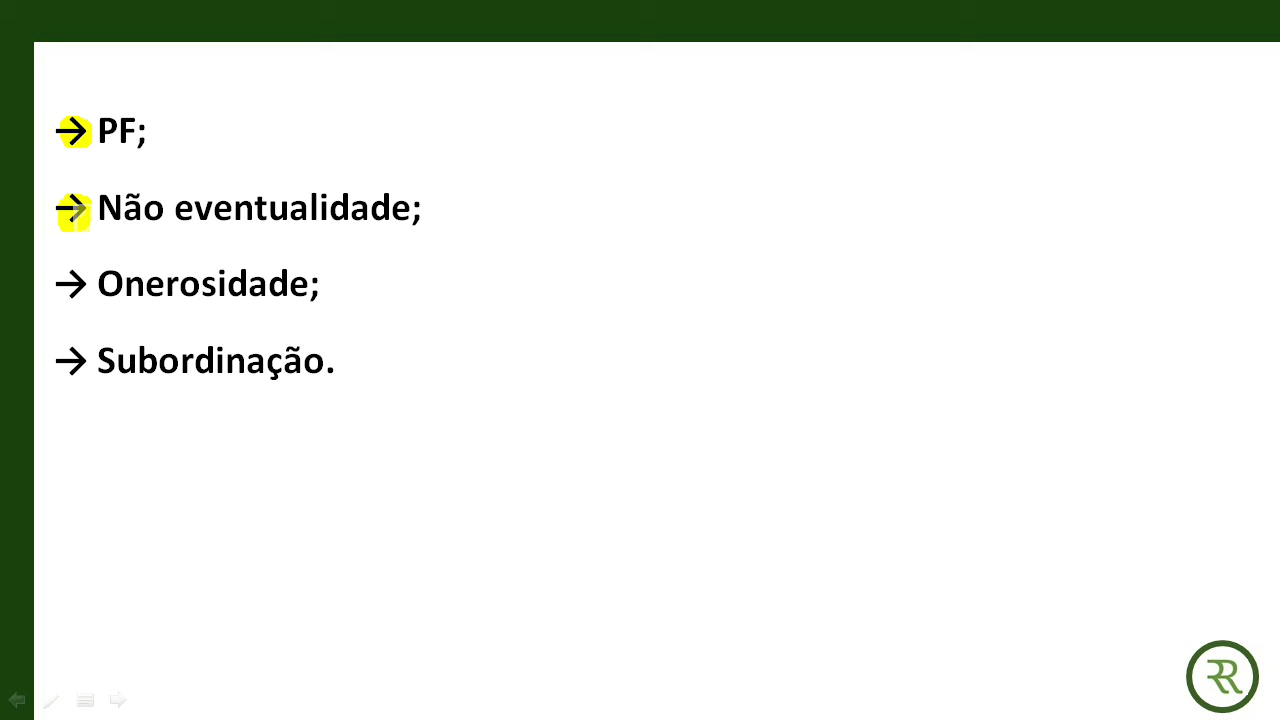 → PF;
→ Não eventualidade;
→ Onerosidade;
→ Subordinação.